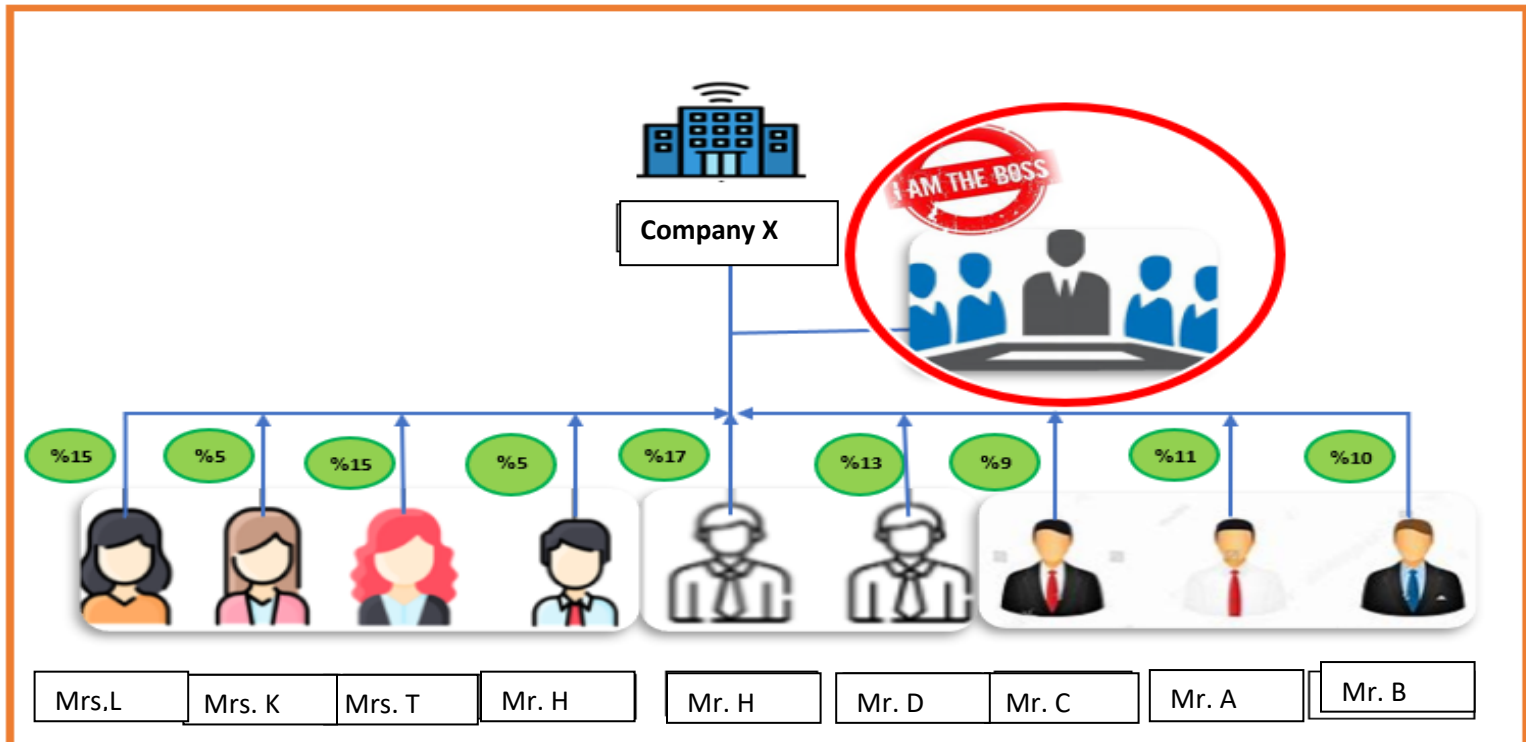 I AM THE BOSS
Company X
%15
%5
%15
%5
%17
%13
%9
%11
%10
Mrs.L
Mrs. K
Mrs. T
Mr. H
Mr. H
Mr. D
Mr. C
Mr. A
Mr. B